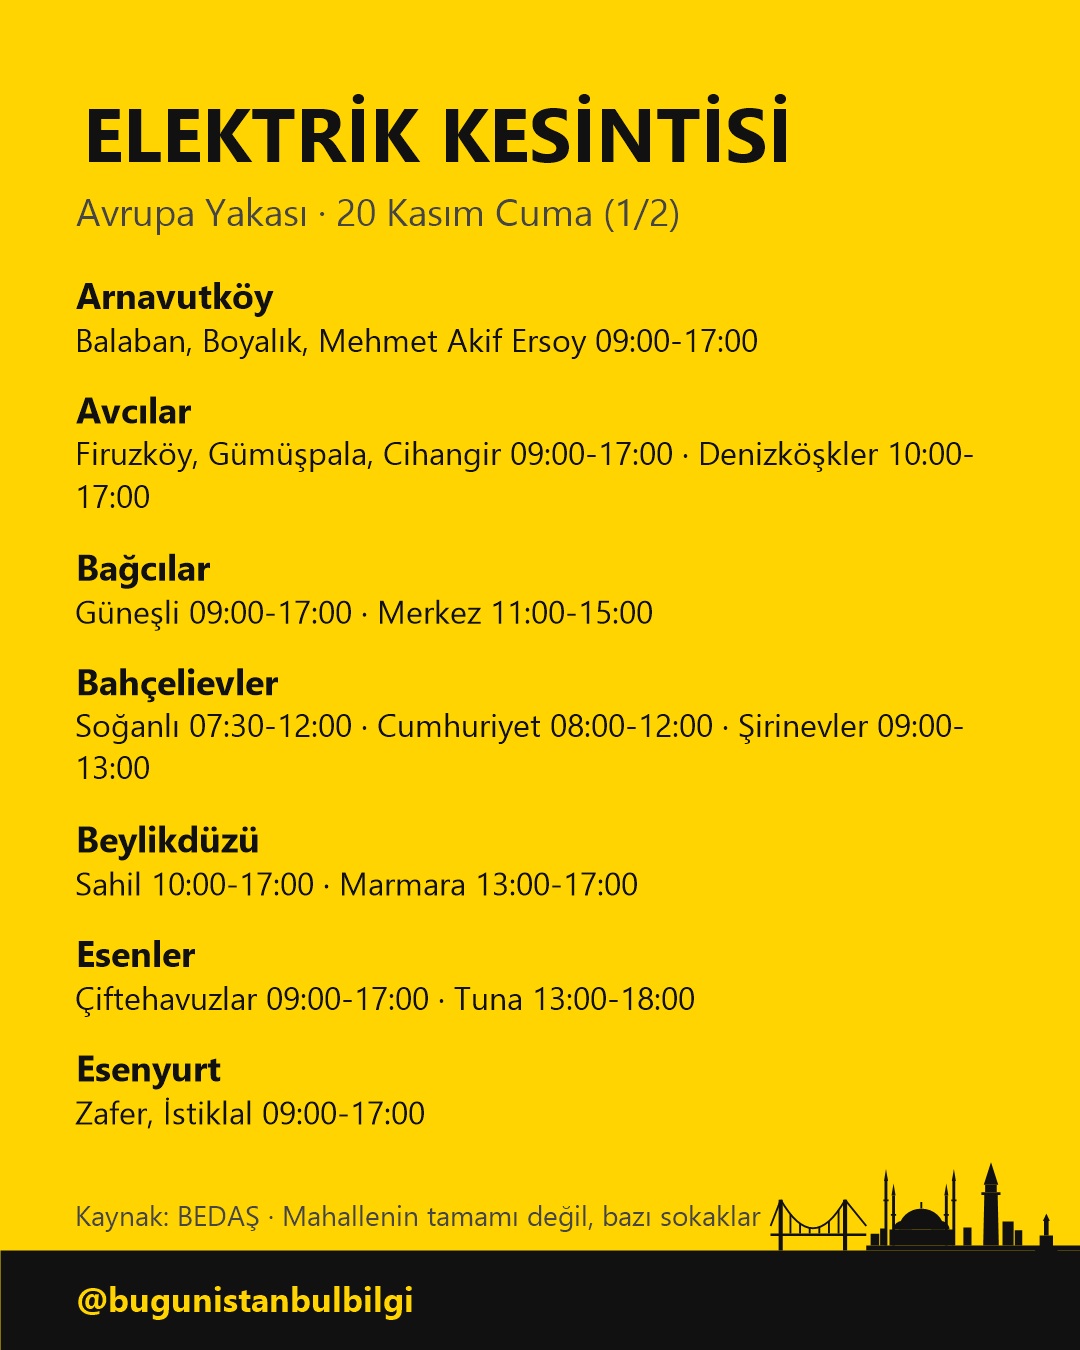 ELEKTRİK KESİNTİSİ
Avrupa Yakası · 20 Kasım Cuma (1/2)
Arnavutköy
Balaban, Boyalık, Mehmet Akif Ersoy 09:00-17:00
Avcılar
Firuzköy, Gümüşpala, Cihangir 09:00-17:00 · Denizköşkler 10:00-
17:00
Bağcılar
Güneşli 09:00-17:00 · Merkez 11:00-15:00
Bahçelievler
Soğanlı 07:30-12:00 · Cumhuriyet 08:00-12:00 · Şirinevler 09:00-
13:00
Beylikdüzü
Sahil 10:00-17:00 · Marmara 13:00-17:00
Esenler
Çiftehavuzlar 09:00-17:00 · Tuna 13:00-18:00
Esenyurt
Zafer, İstiklal 09:00-17:00
Kaynak: BEDAŞ · Mahallenin tamamı değil, bazı sokaklar
@bugunistanbulbilgi